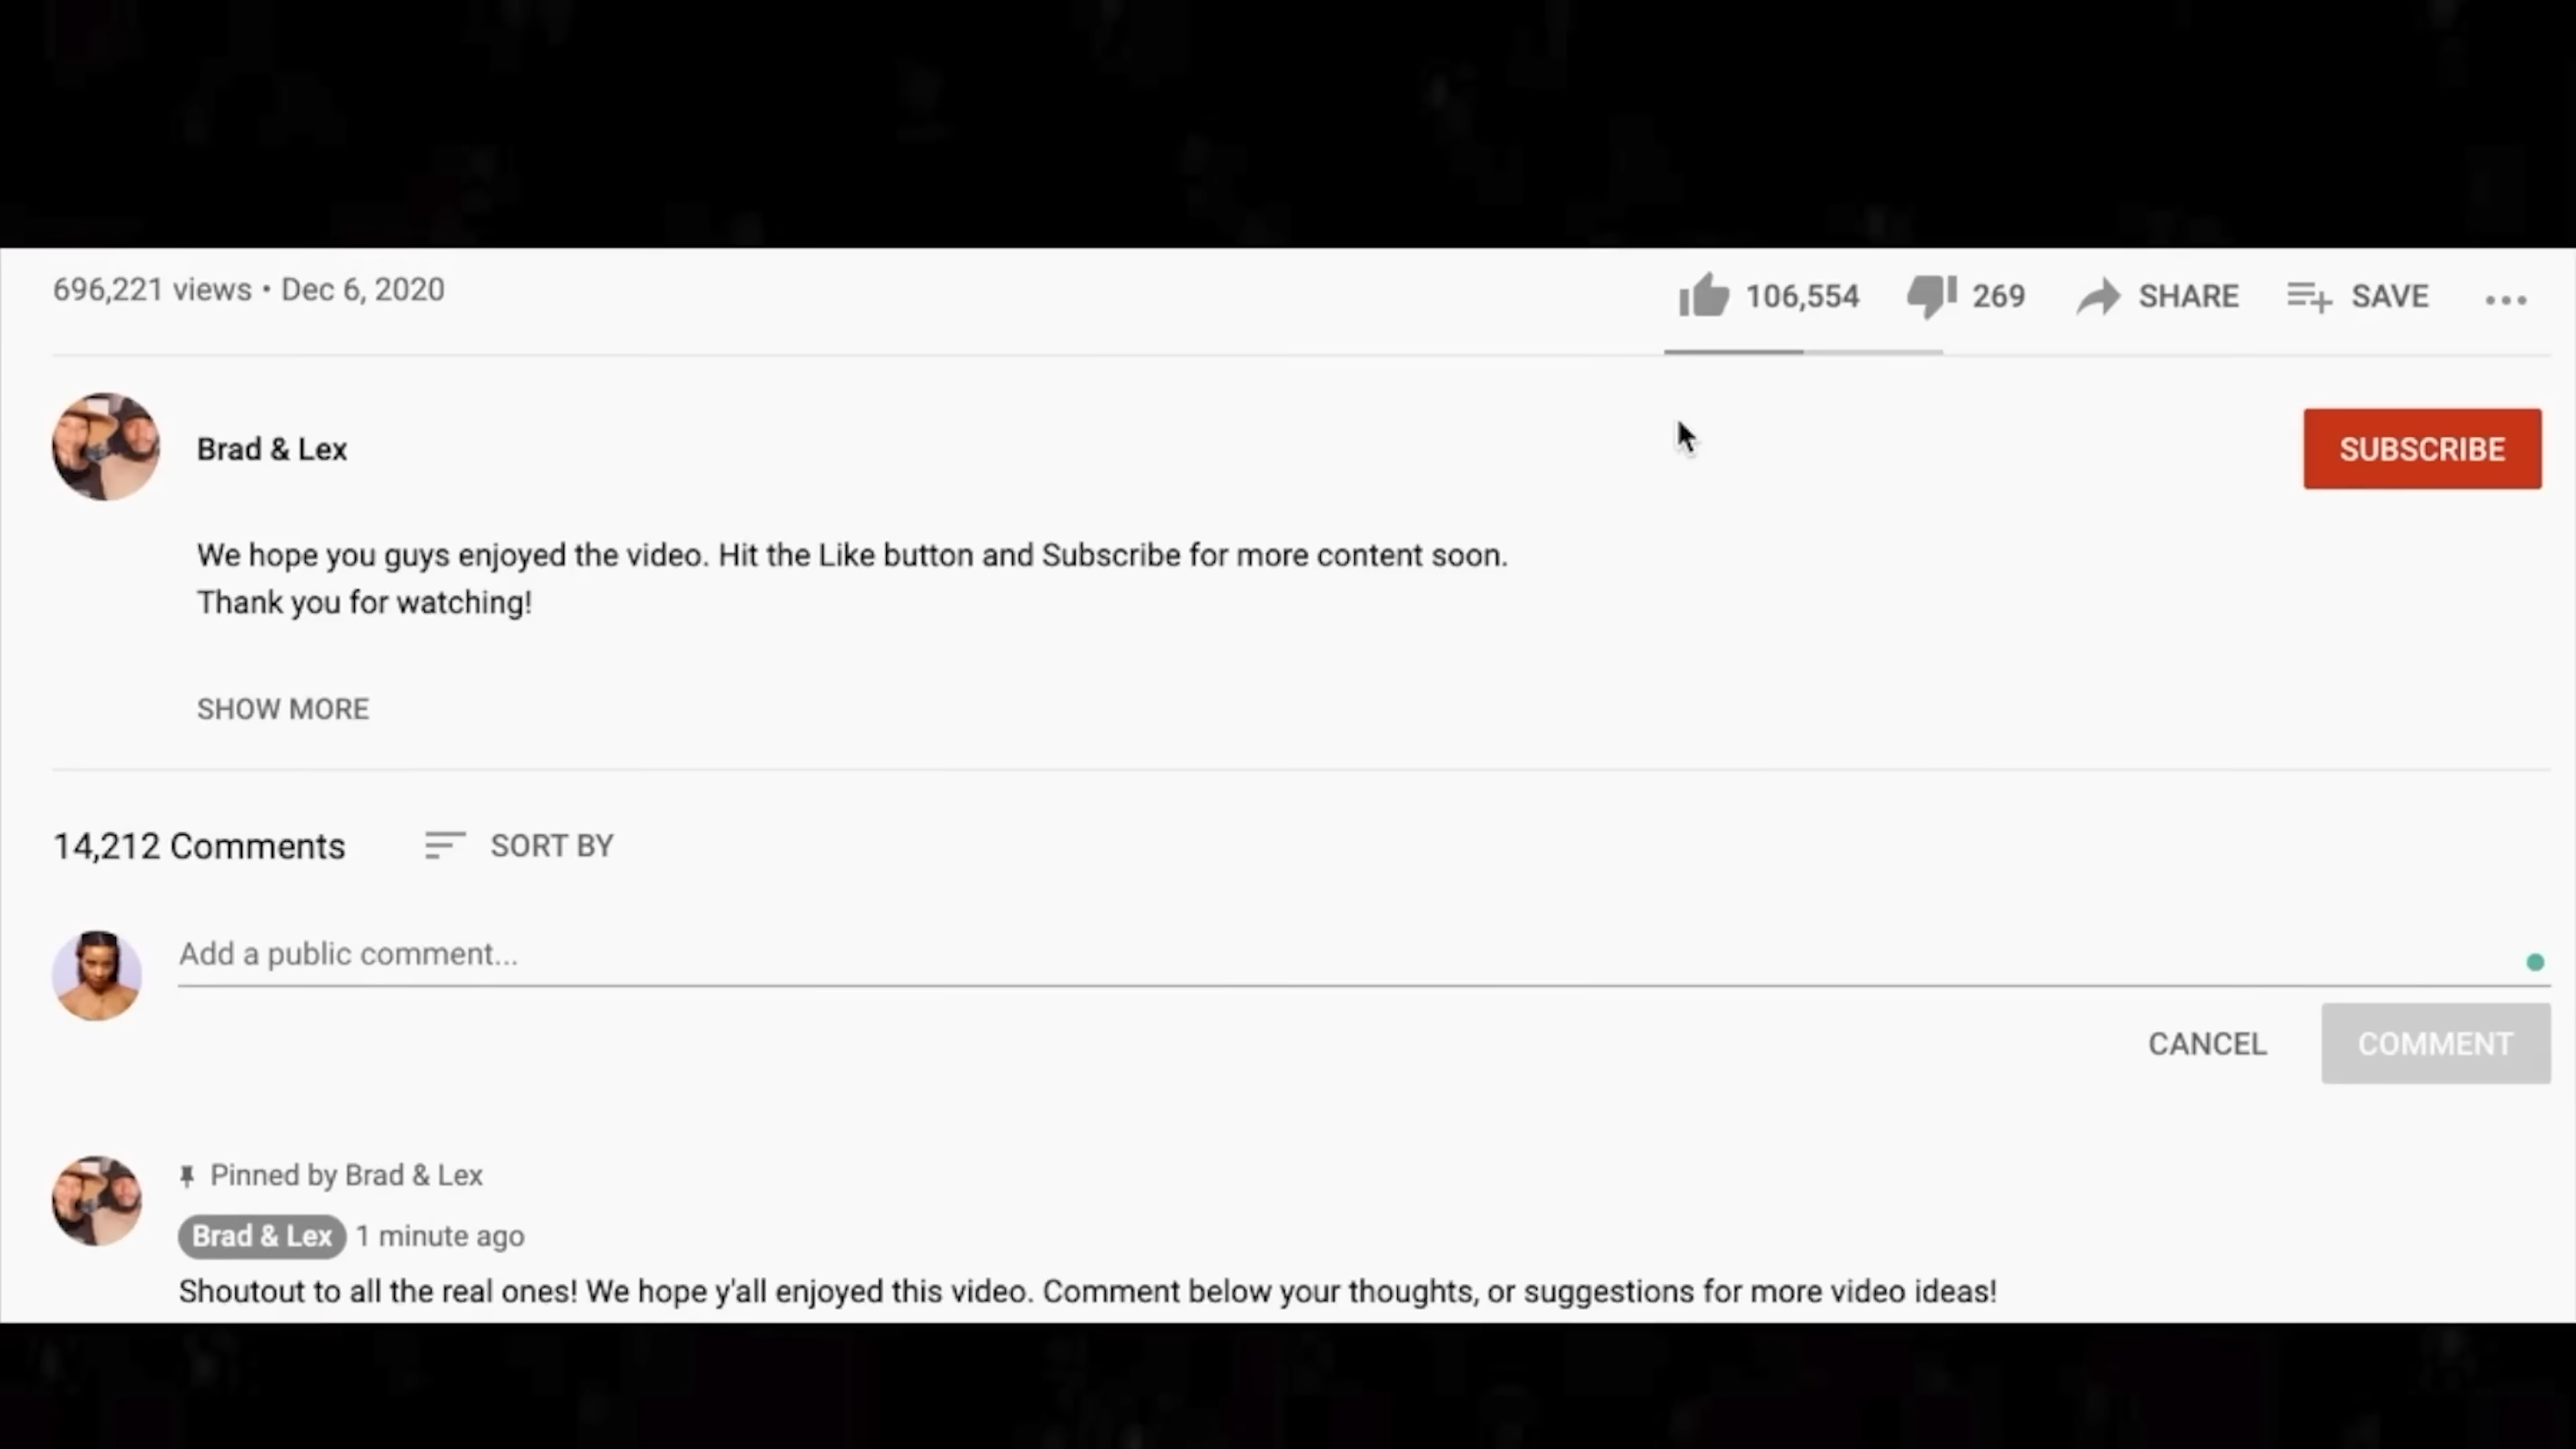 696,221 views • Dec 6, 2020
106,554 269 SHARE SAVE
Brad & Lex
SUBSCRIBE
We hope you guys enjoyed the video. Hit the Like button and Subscribe for more content soon.
Thank you for watching!
SHOW MORE
14,212 Comments SORT BY
Add a public comment...
CANCEL COMMENT
Pinned by Brad & Lex
Brad & Lex 1 minute ago
Shoutout to all the real ones! We hope y'all enjoyed this video. Comment below your thoughts, or suggestions for more video ideas!